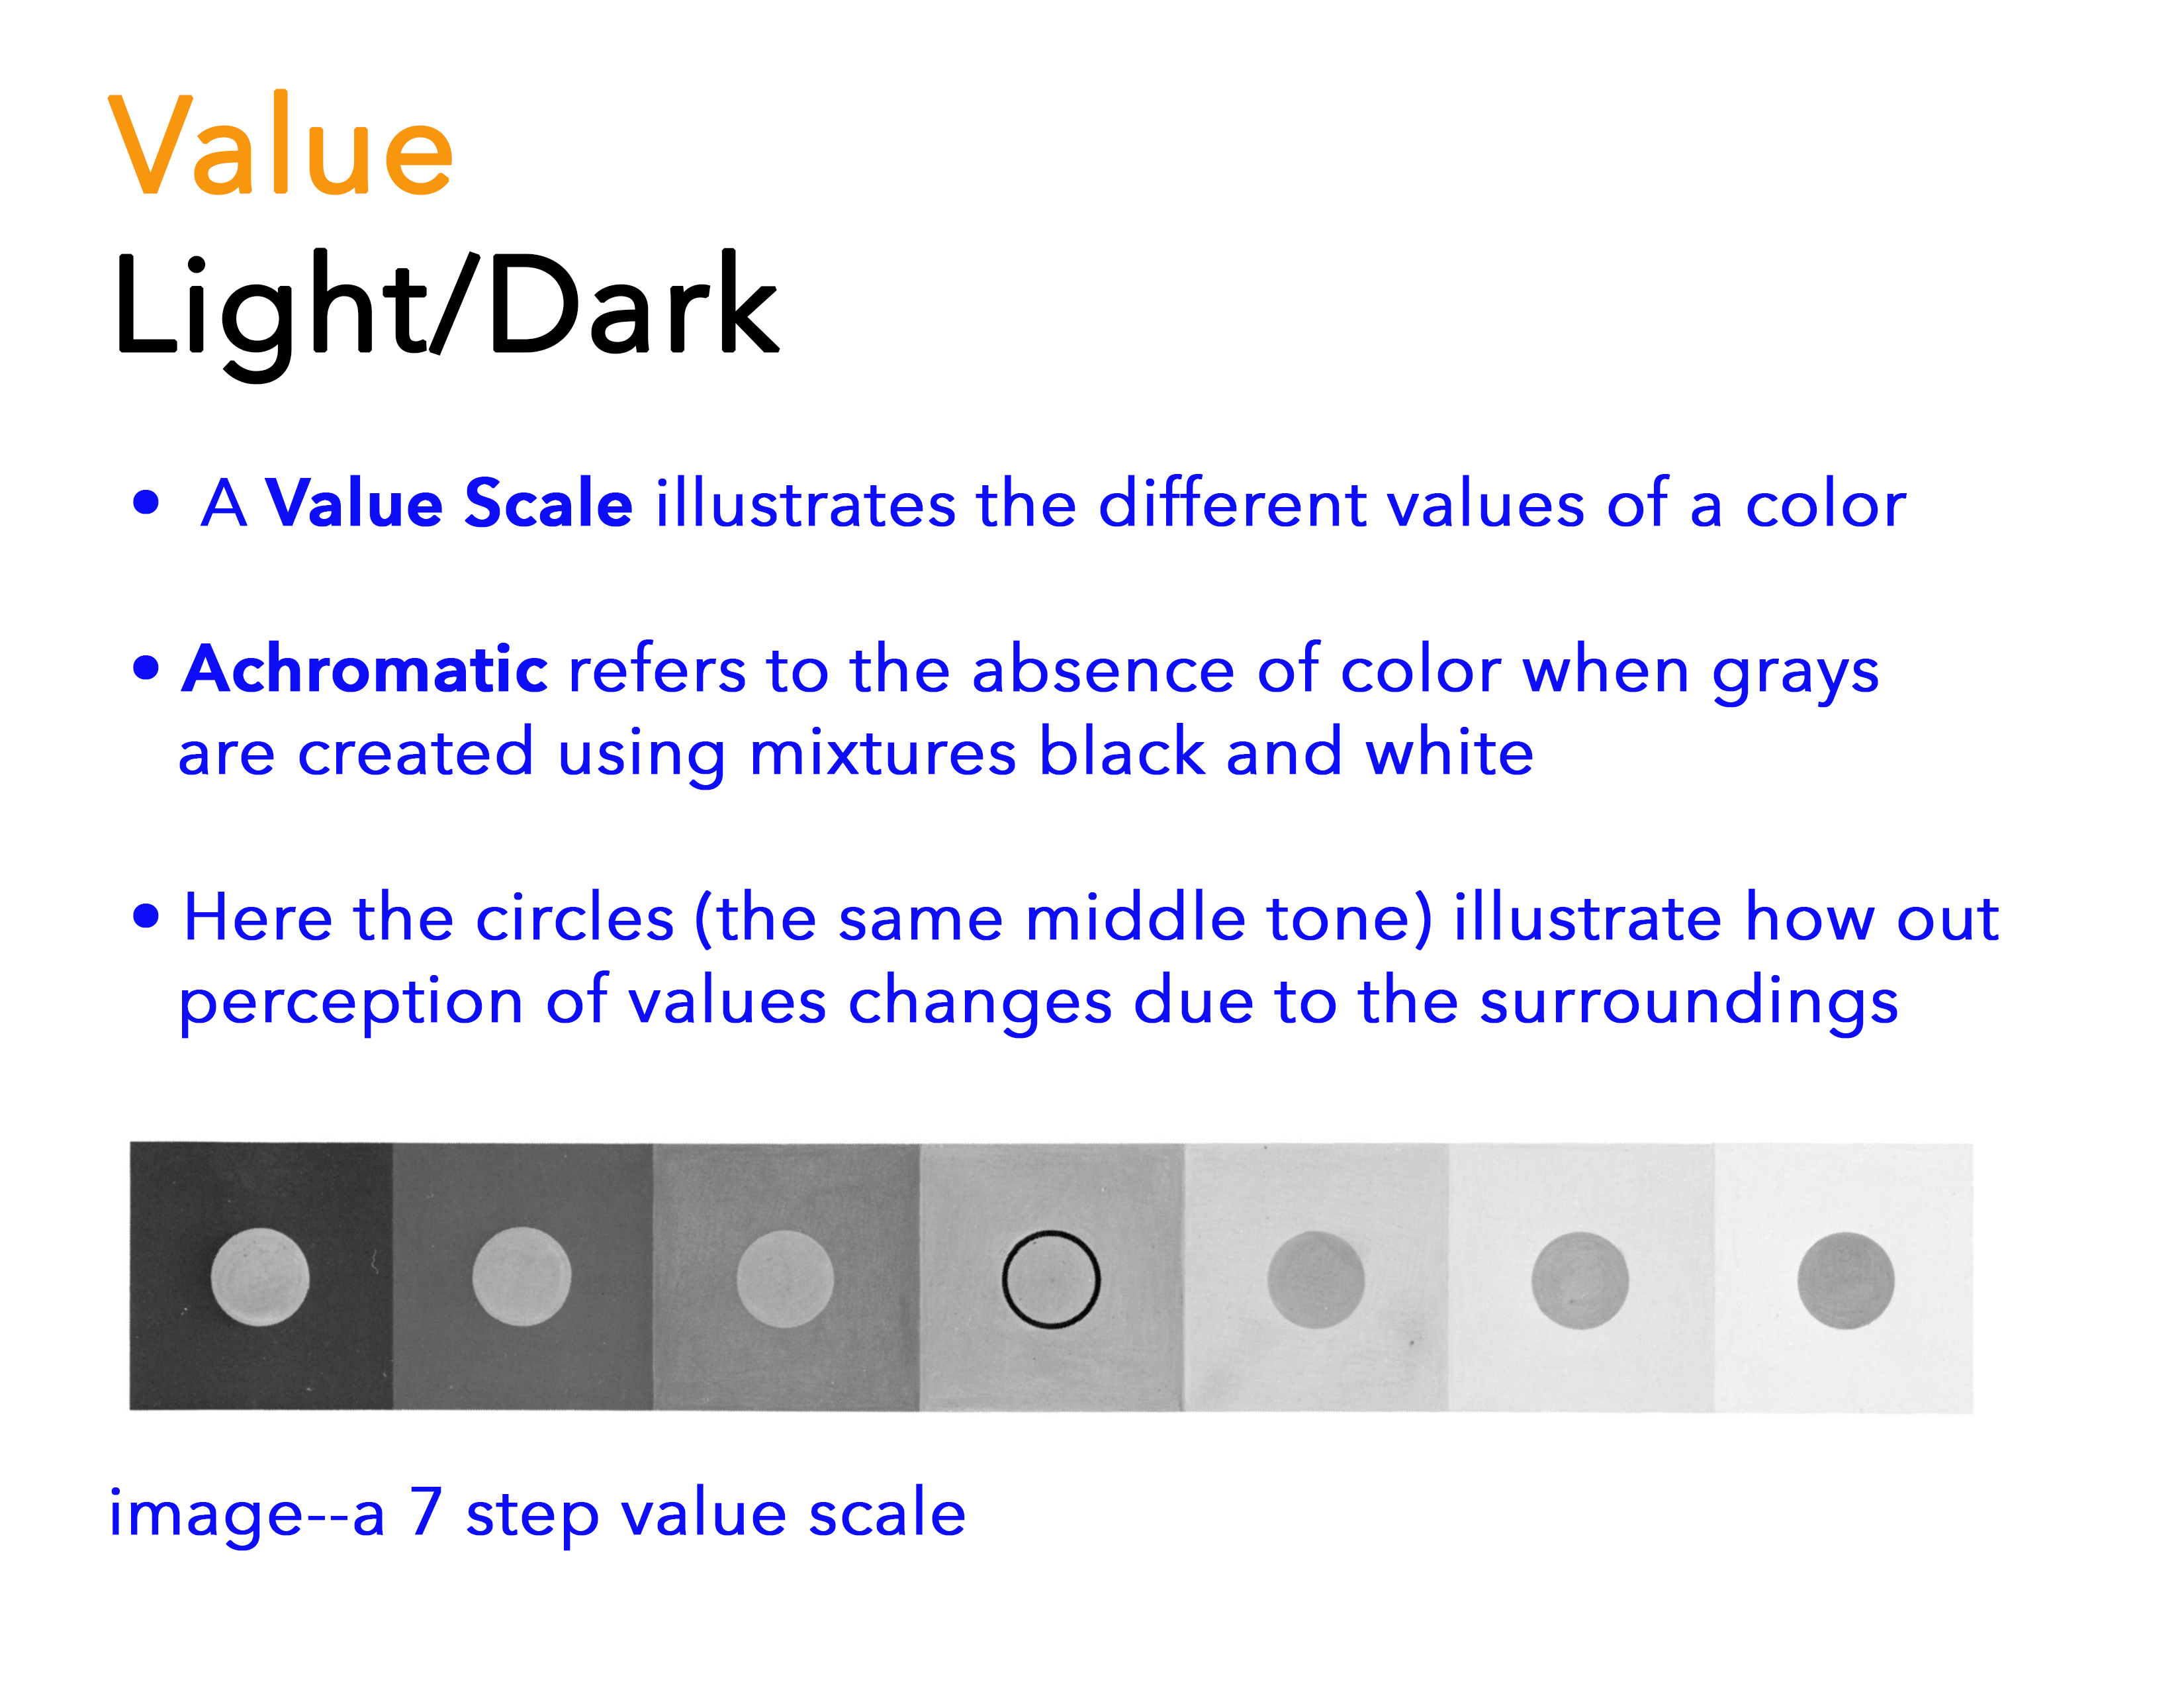 Value
Light/Dark
• A Value Scale illustrates the different values of a color
• Achromatic refers to the absence of color when grays
are created using mixtures black and white
• Here the circles (the same middle tone) illustrate how out
perception of values changes due to the surroundings
image--a 7 step value scale